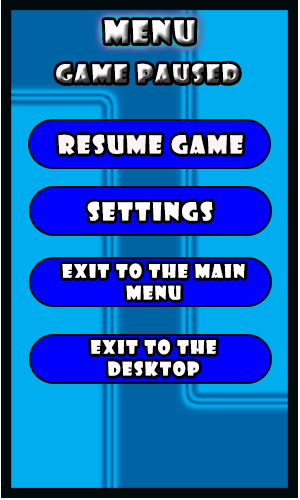 MENU
GAME PAUSED
RESUME GAME
SETTINGS
EXIT TO THE MAIN
MENU
EXIT TO THE
DESKTOP